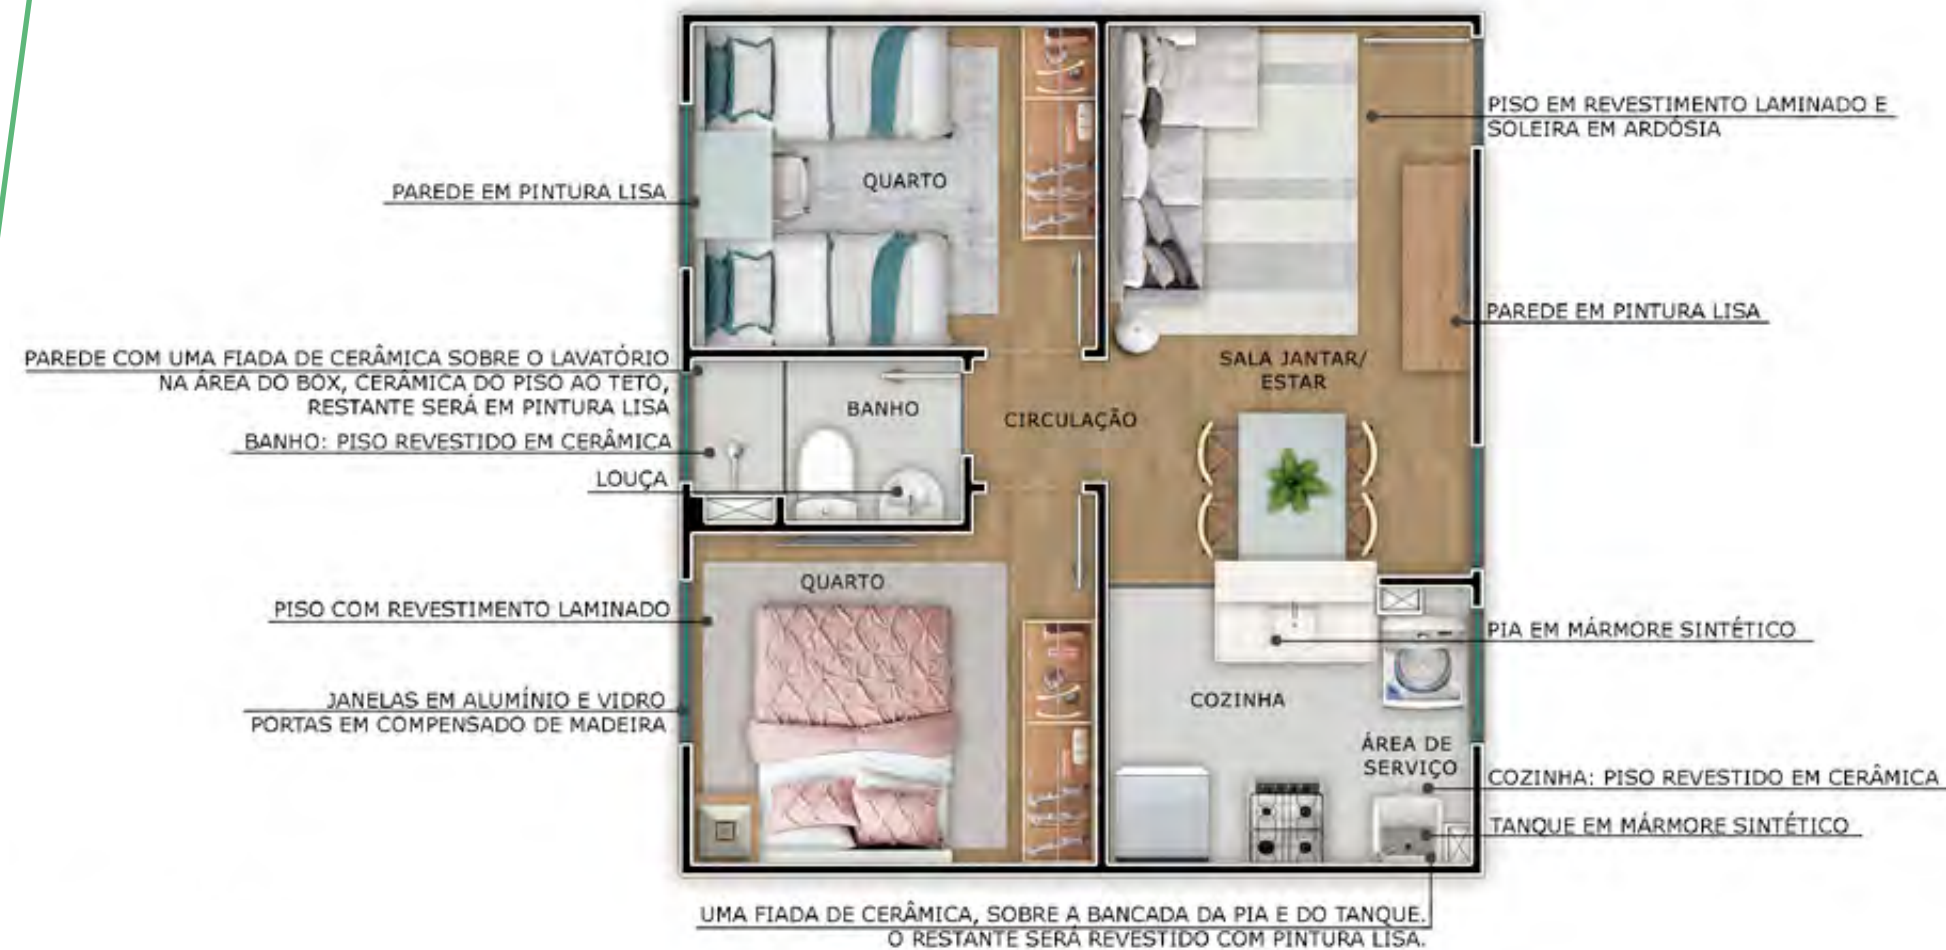 PISO EM REVESTIMENTO LAMINADO E
SOLEIRA EM ARDÓSIA
QUARTO
PAREDE EM PINTURA LISA
PAREDE EM PINTURA LISA
PAREDE COM UMA FIADA DE CERÂMICA SOBRE O LAVATÓRIO
NA ÁREA DO BOX, CERÂMICA DO PISO AO TETO,
RESTANTE SERÁ EM PINTURA LISA
SALA JANTAR/
ESTAR
BANHO
CIRCULAÇÃO
BANHO: PISO REVESTIDO EM CERÂMICA
LOUÇA
QUARTO
PISO COM REVESTIMENTO LAMINADO
PIA EM MÁRMORE SINTÉTICO
JANELAS EM ALUMÍNIO E VIDRO
PORTAS EM COMPENSADO DE MADEIRA
COZINHA
ÁREA DE
SERVIÇO
COZINHA: PISO REVESTIDO EM CERÂMICA
TANQUE EM MÁRMORE SINTÉTICO
UMA FIADA DE CERÂMICA, SOBRE A BANCADA DA PIA E DO TANQUE.
O RESTANTE SERÁ REVESTIDO COM PINTURA LISA.